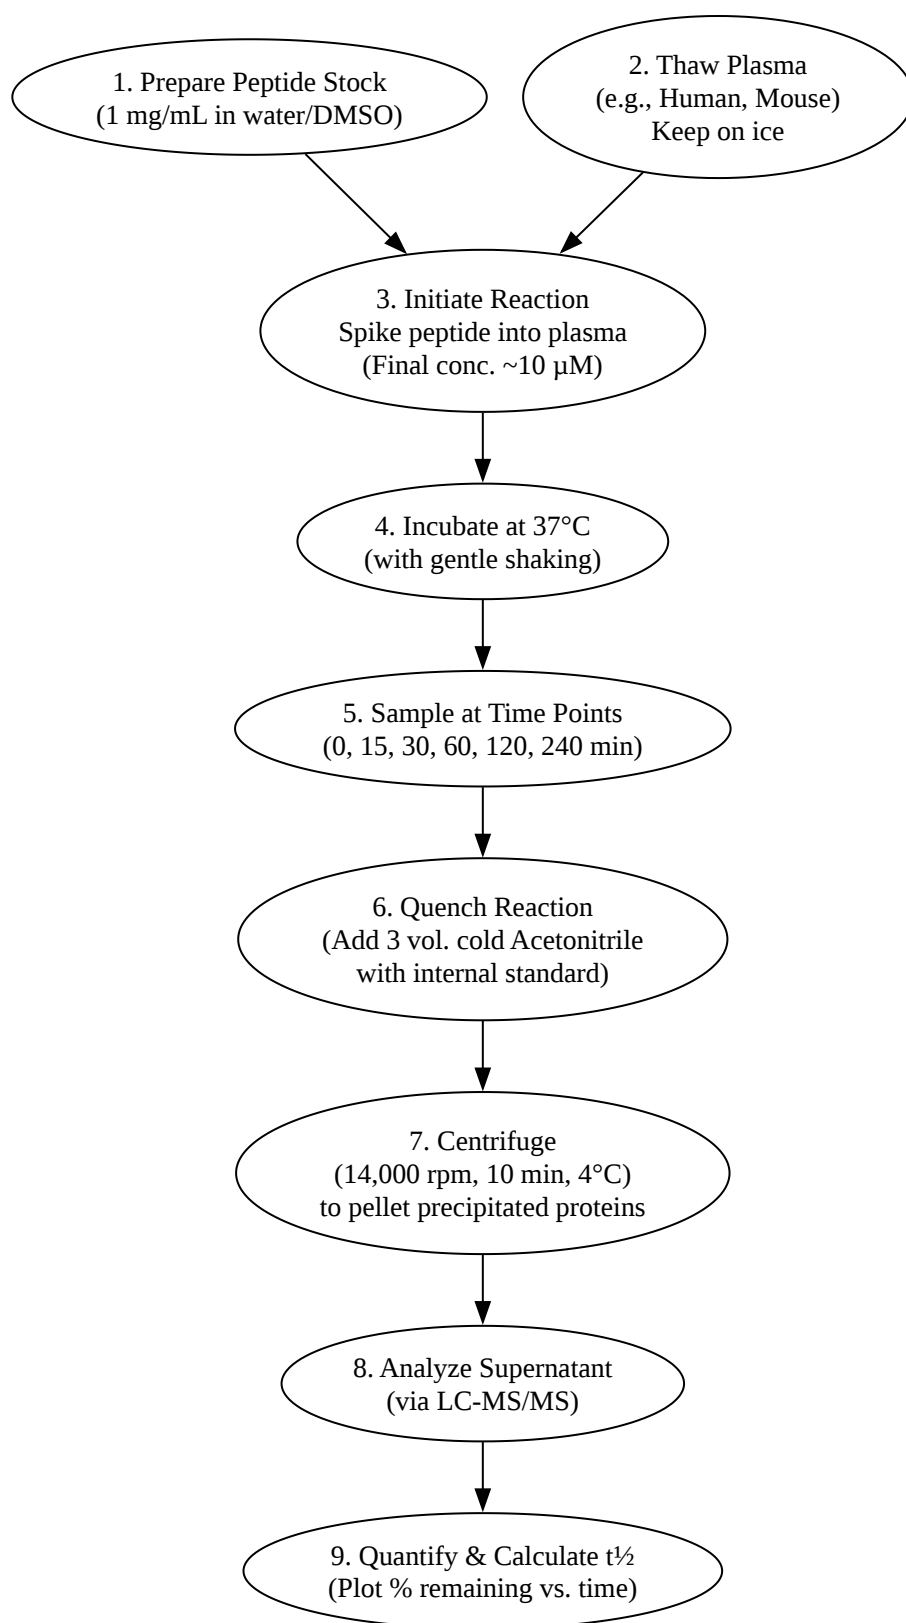 1. Prepare Peptide Stock
(1 mg/mL in water/DMSO)
2. Thaw Plasma
(e.g., Human, Mouse)
Keep on ice
3. Initiate Reaction
Spike peptide into plasma
(Final conc. ~10 µM)
4. Incubate at 37°C
(with gentle shaking)
5. Sample at Time Points
(0, 15, 30, 60, 120, 240 min)
6. Quench Reaction
(Add 3 vol. cold Acetonitrile
with internal standard)
7. Centrifuge
(14,000 rpm, 10 min, 4°C)
to pellet precipitated proteins
8. Analyze Supernatant
(via LC-MS/MS)
9. Quantify & Calculate t½
(Plot % remaining vs. time)